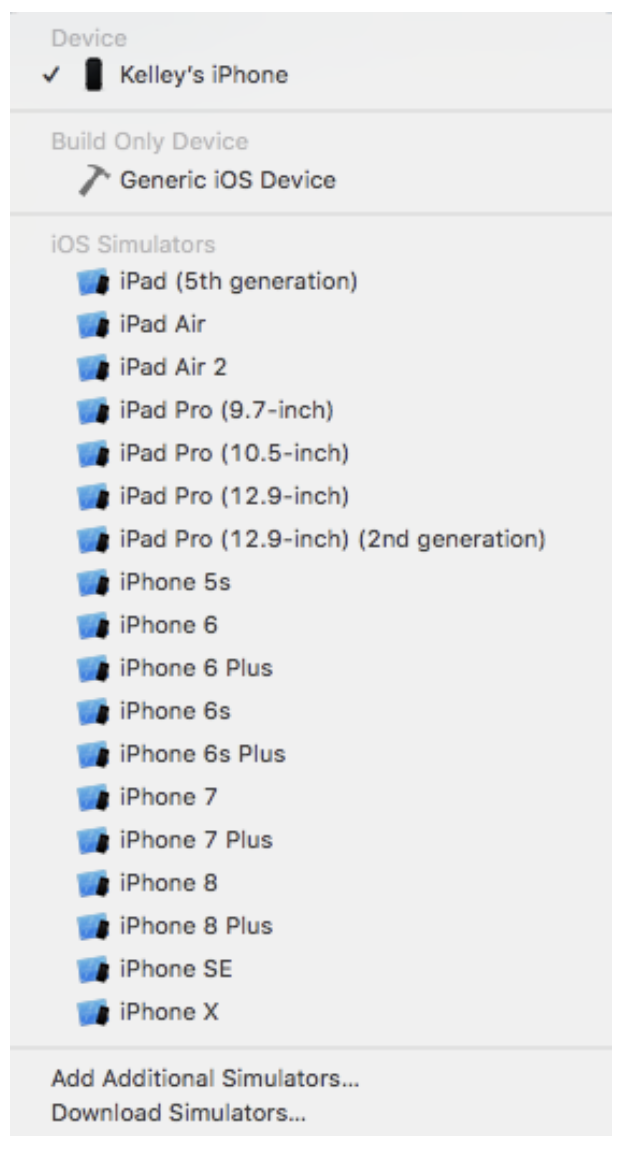 Device
✓ Kelley's iPhone
Build Only Device
Generic iOS Device
iOS Simulators
iPad (5th generation)
iPad Air
iPad Air 2
iPad Pro (9.7-inch)
iPad Pro (10.5-inch)
iPad Pro (12.9-inch)
iPad Pro (12.9-inch) (2nd generation)
iPhone 5s
iPhone 6
iPhone 6 Plus
iPhone 6s
iPhone 6s Plus
iPhone 7
iPhone 7 Plus
iPhone 8
iPhone 8 Plus
iPhone SE
iPhone X
Add Additional Simulators...
Download Simulators...